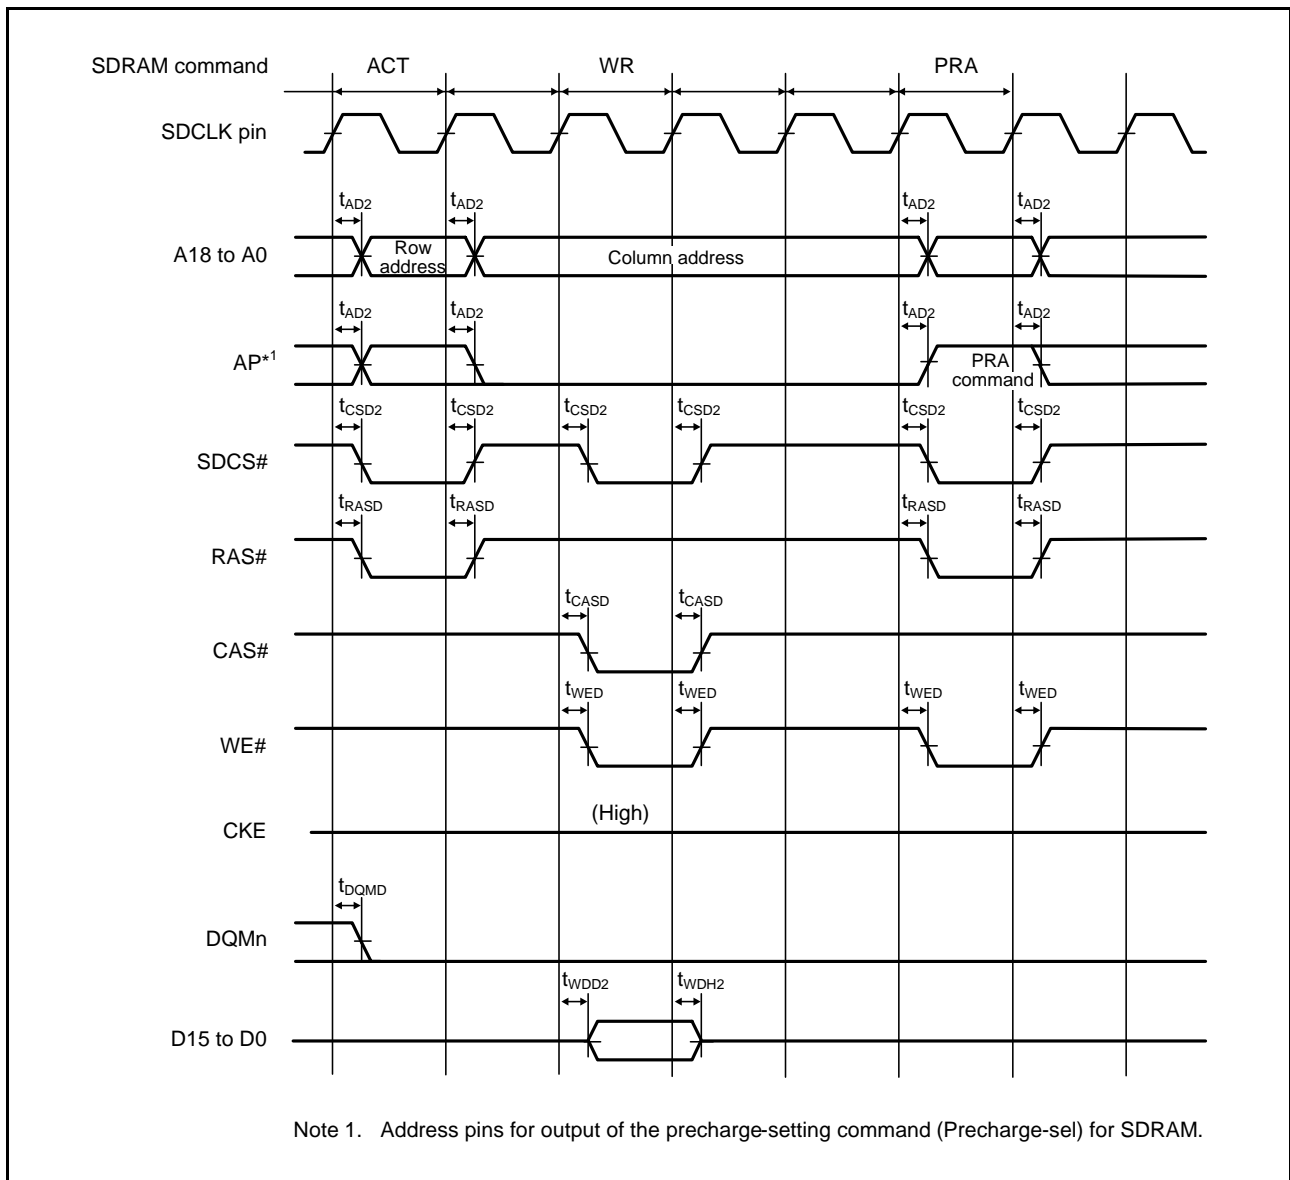 SDRAM command ACT WR PRA
SDCLK pin
tAD2 tAD2 tAD2 tAD2
A18 to A0 Row address Column address
tAD2 tAD2 tAD2 tAD2
AP*1 PRA command
tCSD2 tCSD2 tCSD2 tCSD2 tCSD2 tCSD2
SDCS#
tRASD tRASD tRASD tRASD
RAS#
tCASD tCASD
CAS#
tWED tWED tWED tWED
WE#
(High)
CKE
tDQMD
DQMn
tWDD2 tWDH2
D15 to D0
Note 1. Address pins for output of the precharge-setting command (Precharge-sel) for SDRAM.